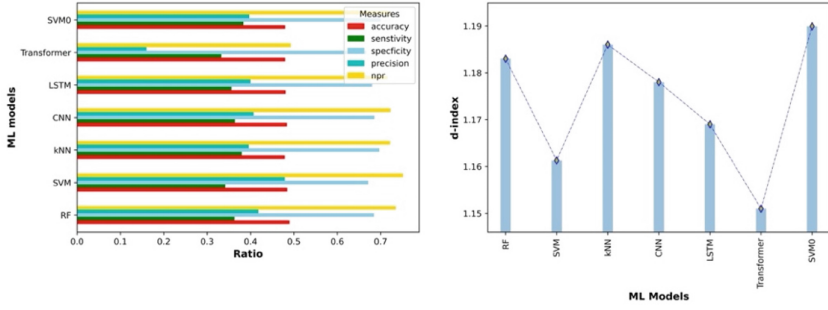 SVM0
Transformer
LSTM
CNN
kNN
SVM
RF
ML models
0.0 0.1 0.2 0.3 0.4 0.5 0.6 0.7
Ratio
Measures
accuracy
senstivity
specficity
precision
npr
1.19
1.18
1.17
1.16
1.15
d-index
RF SVM kNN CNN LSTM Transformer SVM0
ML Models